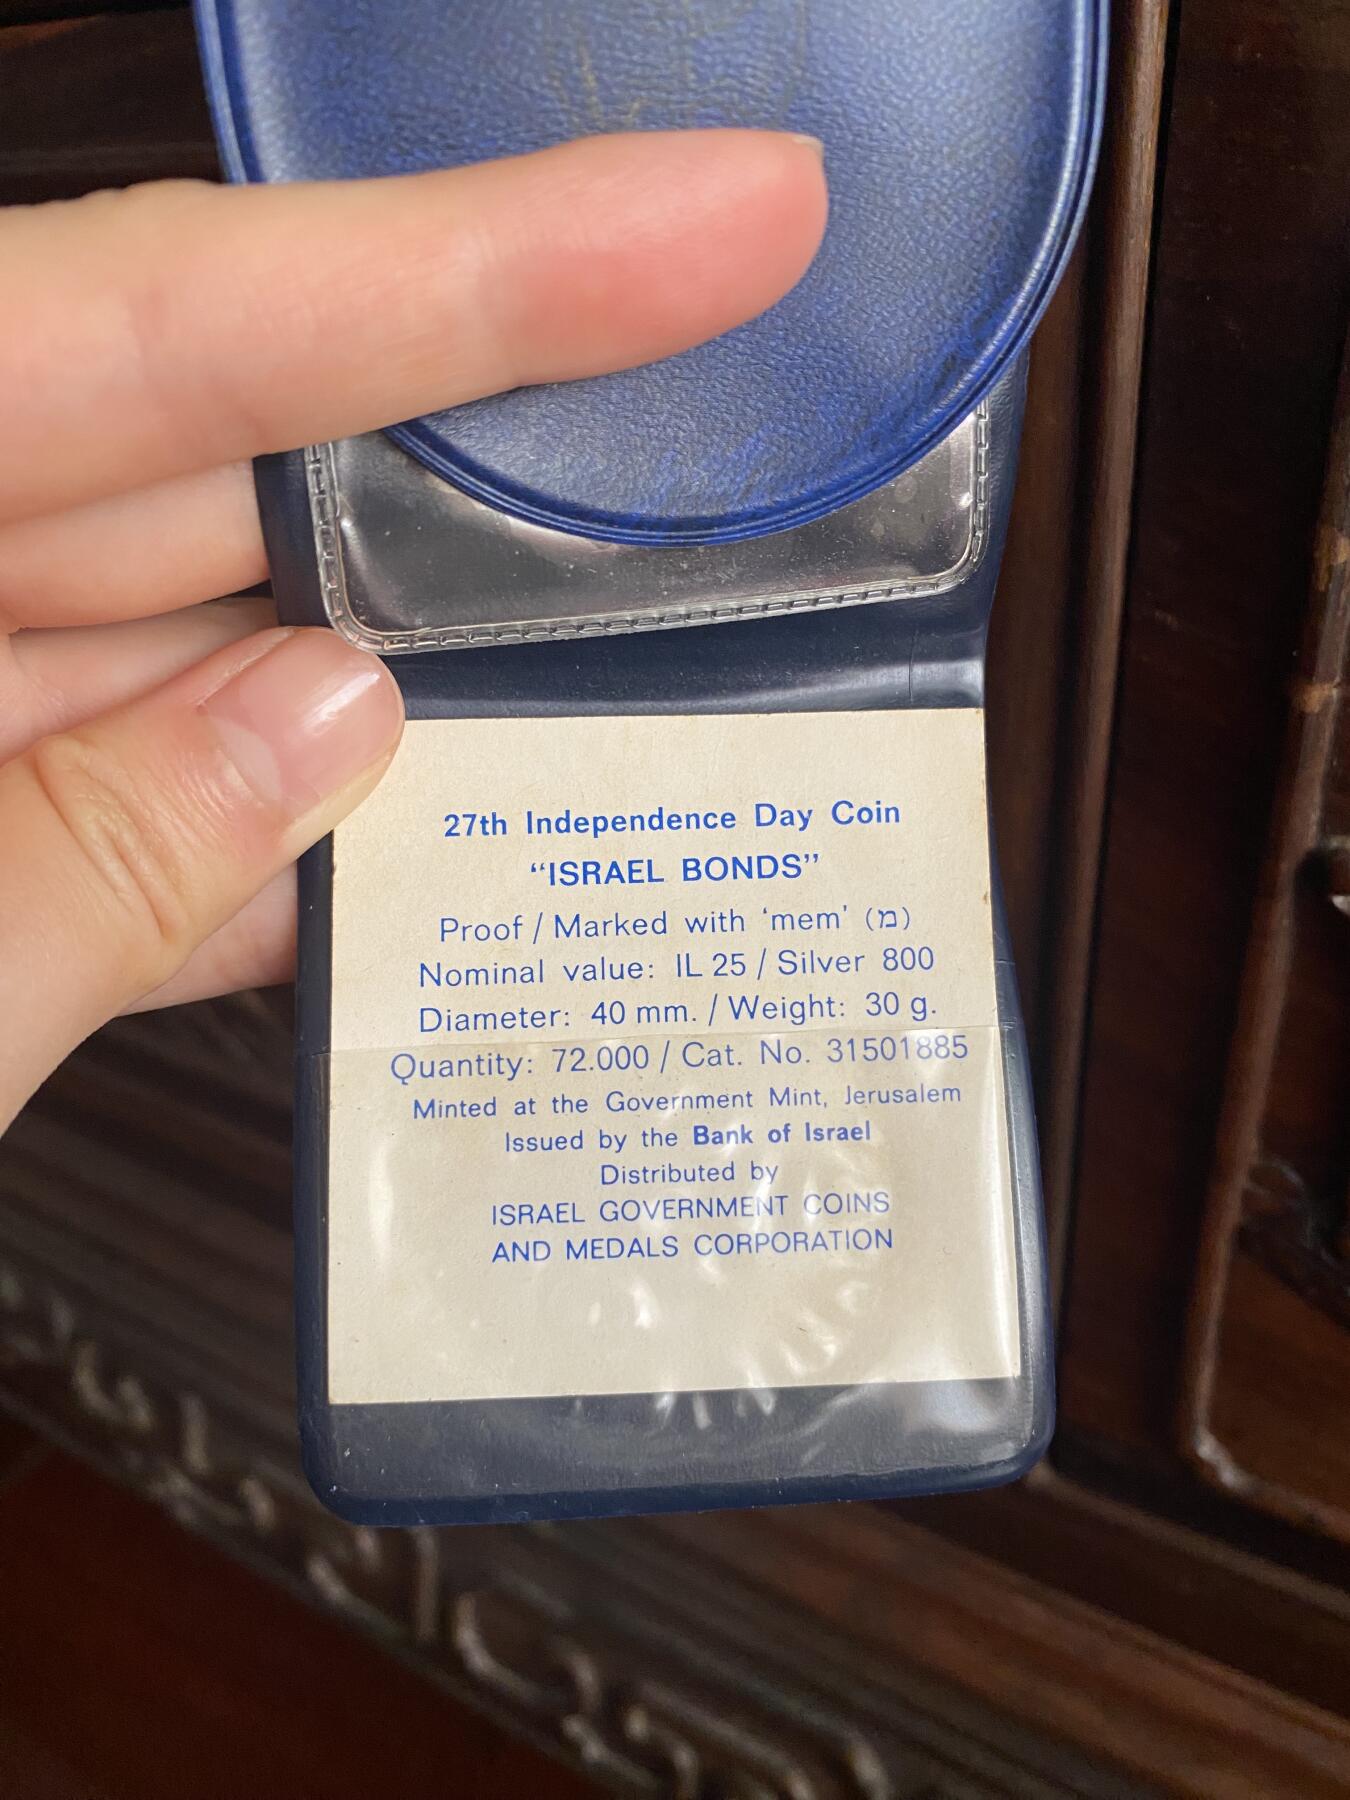 27th Independence Day Coin
“ISRAEL BONDS”
Proof / Marked with ‘mem’ (מ)
Nominal value: IL 25 / Silver 800
Diameter: 40 mm. / Weight: 30 g.
Quantity: 72.000 / Cat. No. 31501885
Minted at the Government Mint, Jerusalem
Issued by the Bank of Israel
Distributed by
ISRAEL GOVERNMENT COINS
AND MEDALS CORPORATION